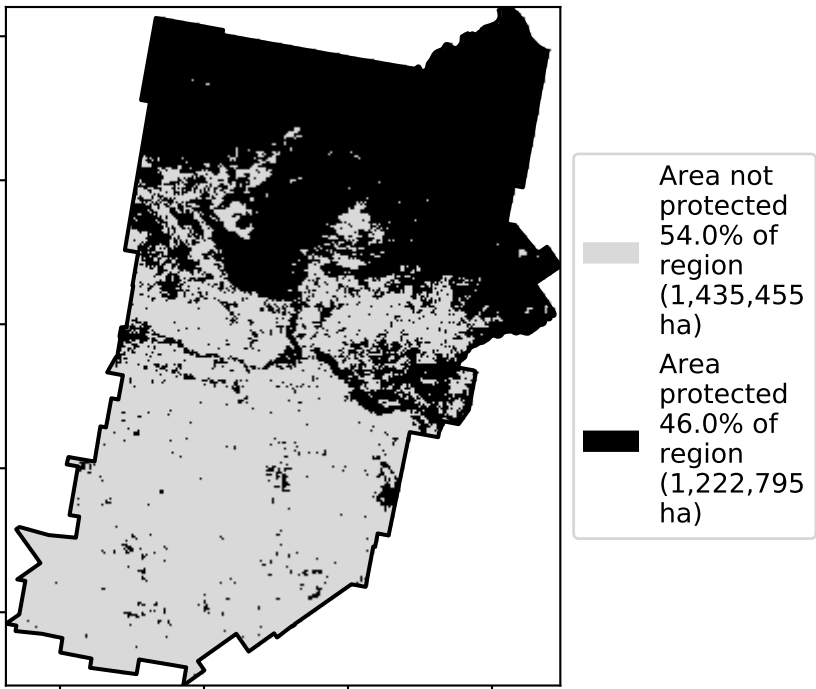 Area not
protected
54.0% of
region
(1,435,455
ha)
Area
protected
46.0% of
region
(1,222,795
ha)